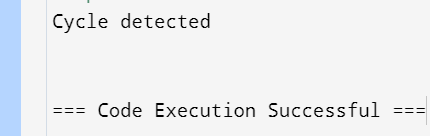 Cycle detected
=== Code Execution Successful ===